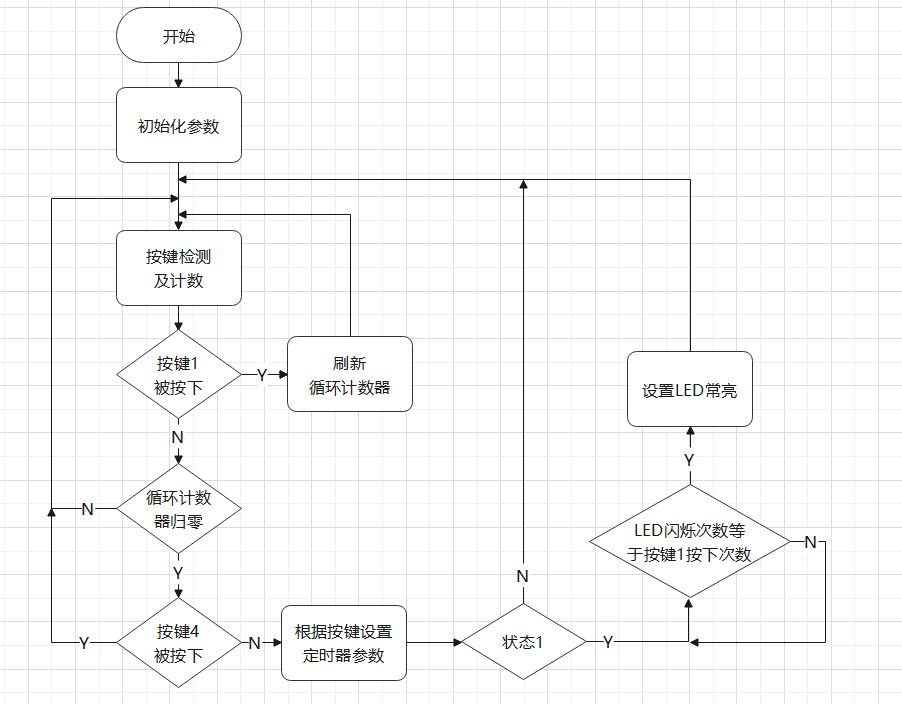 开始
初始化参数
按键检测
及计数
按键1
被按下
Y
刷新
循环计数器
N
循环计数
器归零
N
Y
按键4
被按下
Y
N
根据按键设置
定时器参数
状态1
N
Y
LED闪烁次数等
于按键1按下次数
N
Y
设置LED常亮